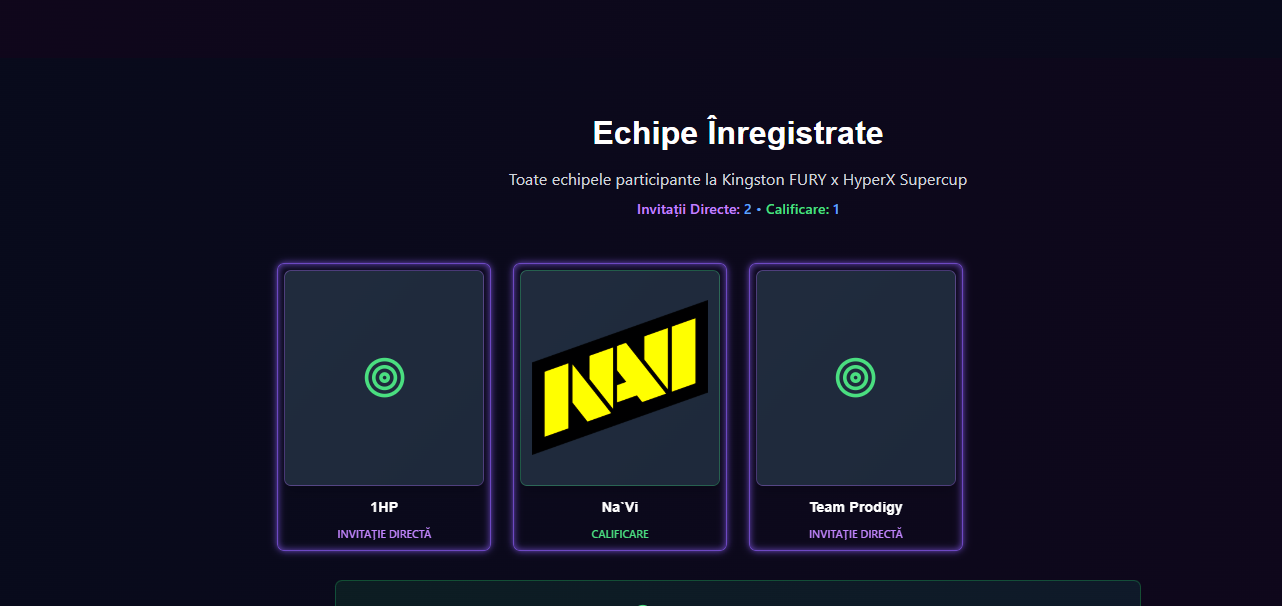 Echipe Înregistrate
Toate echipele participante la Kingston FURY x HyperX Supercup
Invitații Directe: 2 • Calificare: 1
NAVI
1HP
Na`Vi
Team Prodigy
INVITAȚIE DIRECTĂ
CALIFICARE
INVITAȚIE DIRECTĂ